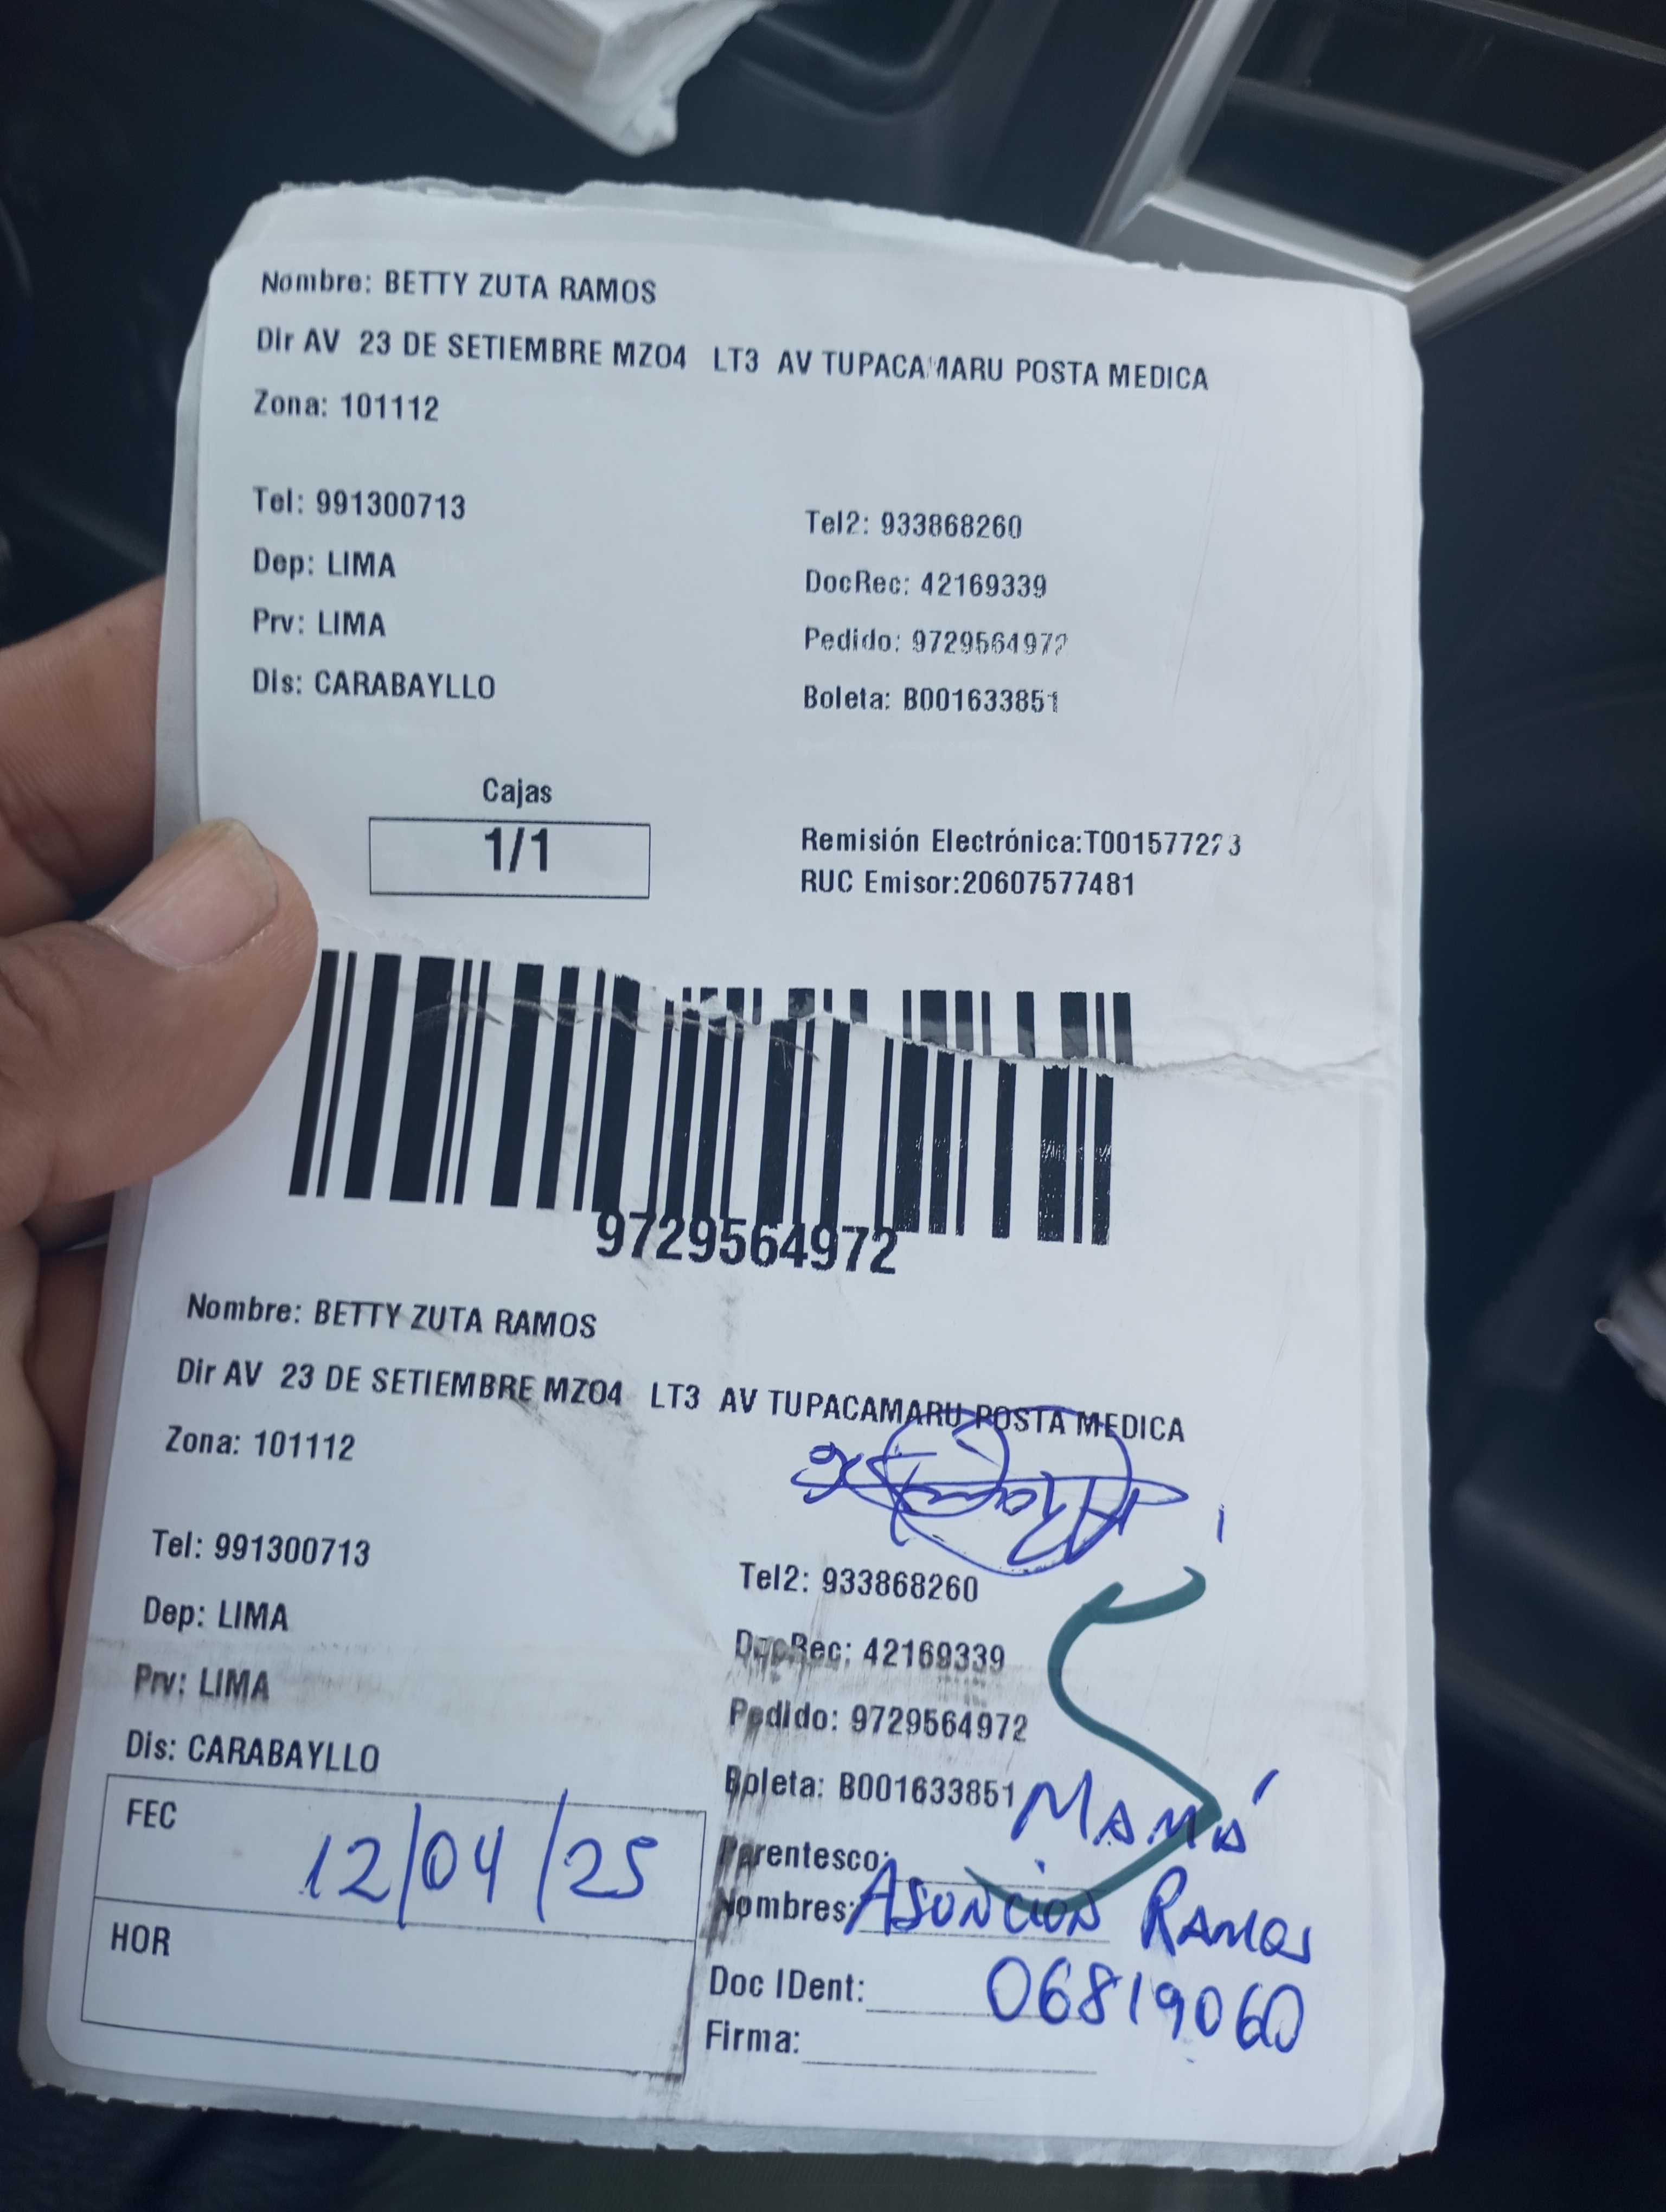 Nombre: BETTY ZUTA RAMOS
Dir AV 23 DE SETIEMBRE MZO4 LT3 AV TUPACAMARU POSTA MEDICA
Zona: 101112
Tel: 991300713
Tel2: 933868260
Dep: LIMA
DocRec: 42169339
Prv: LIMA
Pedido: 9729564972
Dis: CARABAYLLO
Boleta: B001633851
Cajas
1/1
Remisión Electrónica:
RUC Emisor:20607577481
9729564972
Nombre: BETTY ZUTA RAMOS
Dir AV 23 DE SETIEMBRE MZO4 LT3 AV TUPACAMARU POSTA MEDICA
Zona: 101112
Tel: 991300713
Tel2: 933868260
Dep: LIMA
DocRec: 42169339
Prv: LIMA
Pedido: 9729564972
Dis: CARABAYLLO
Boleta: B001633851
FEC 12/04/25
HOR
Parentesco: MAMÁ
Nombres: ASUNCION RAMOS
Doc IDent: 06819060
Firma: